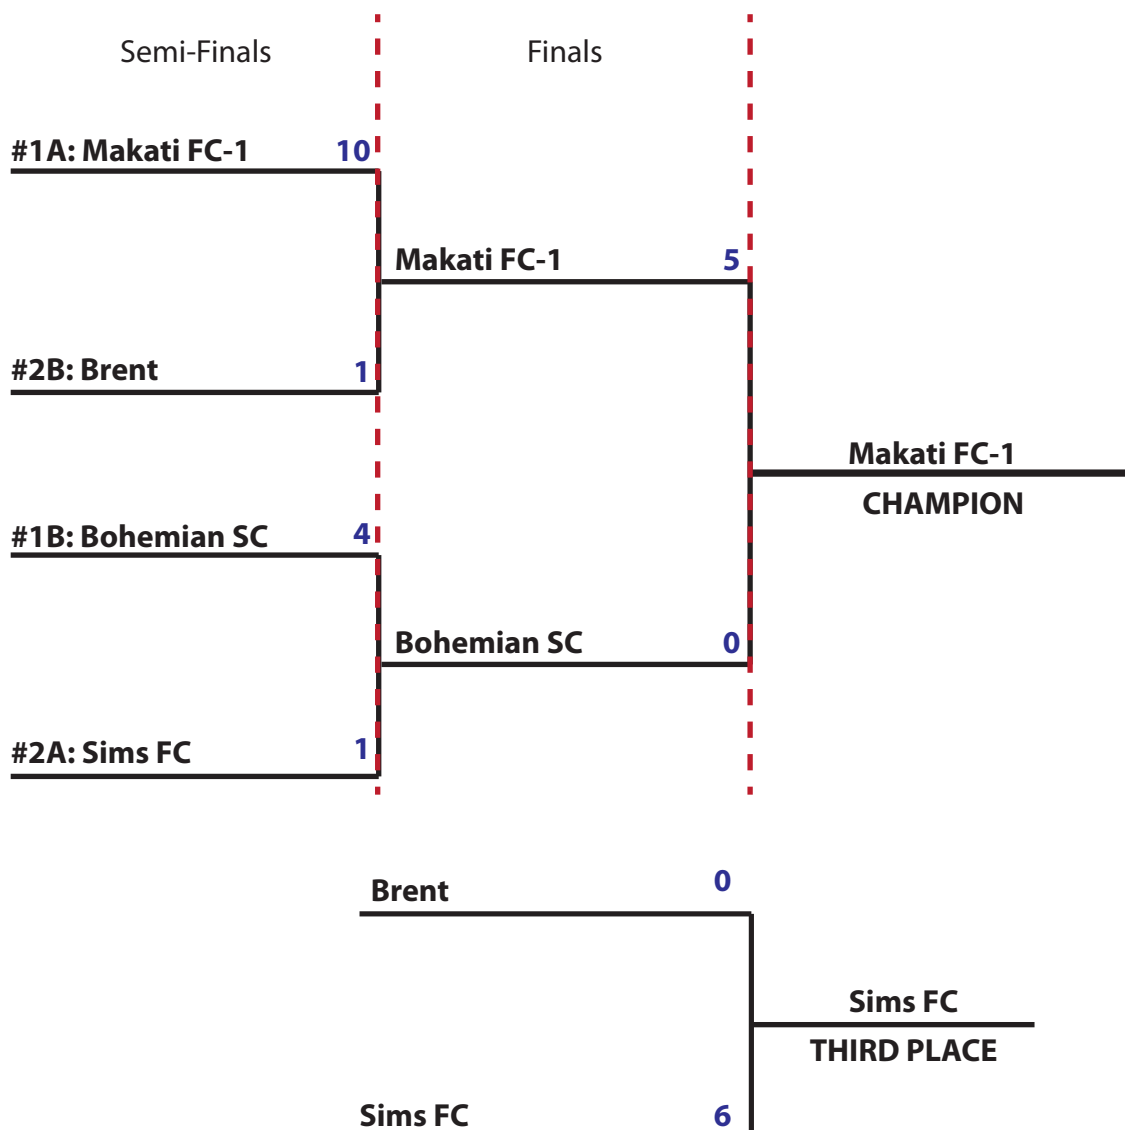 Semi-Finals Finals
#1A: Makati FC-1 10
Makati FC-1 5
#2B: Brent 1
Makati FC-1
CHAMPION
#1B: Bohemian SC 4
Bohemian SC 0
#2A: Sims FC 1
Brent 0
Sims FC
THIRD PLACE
Sims FC 6